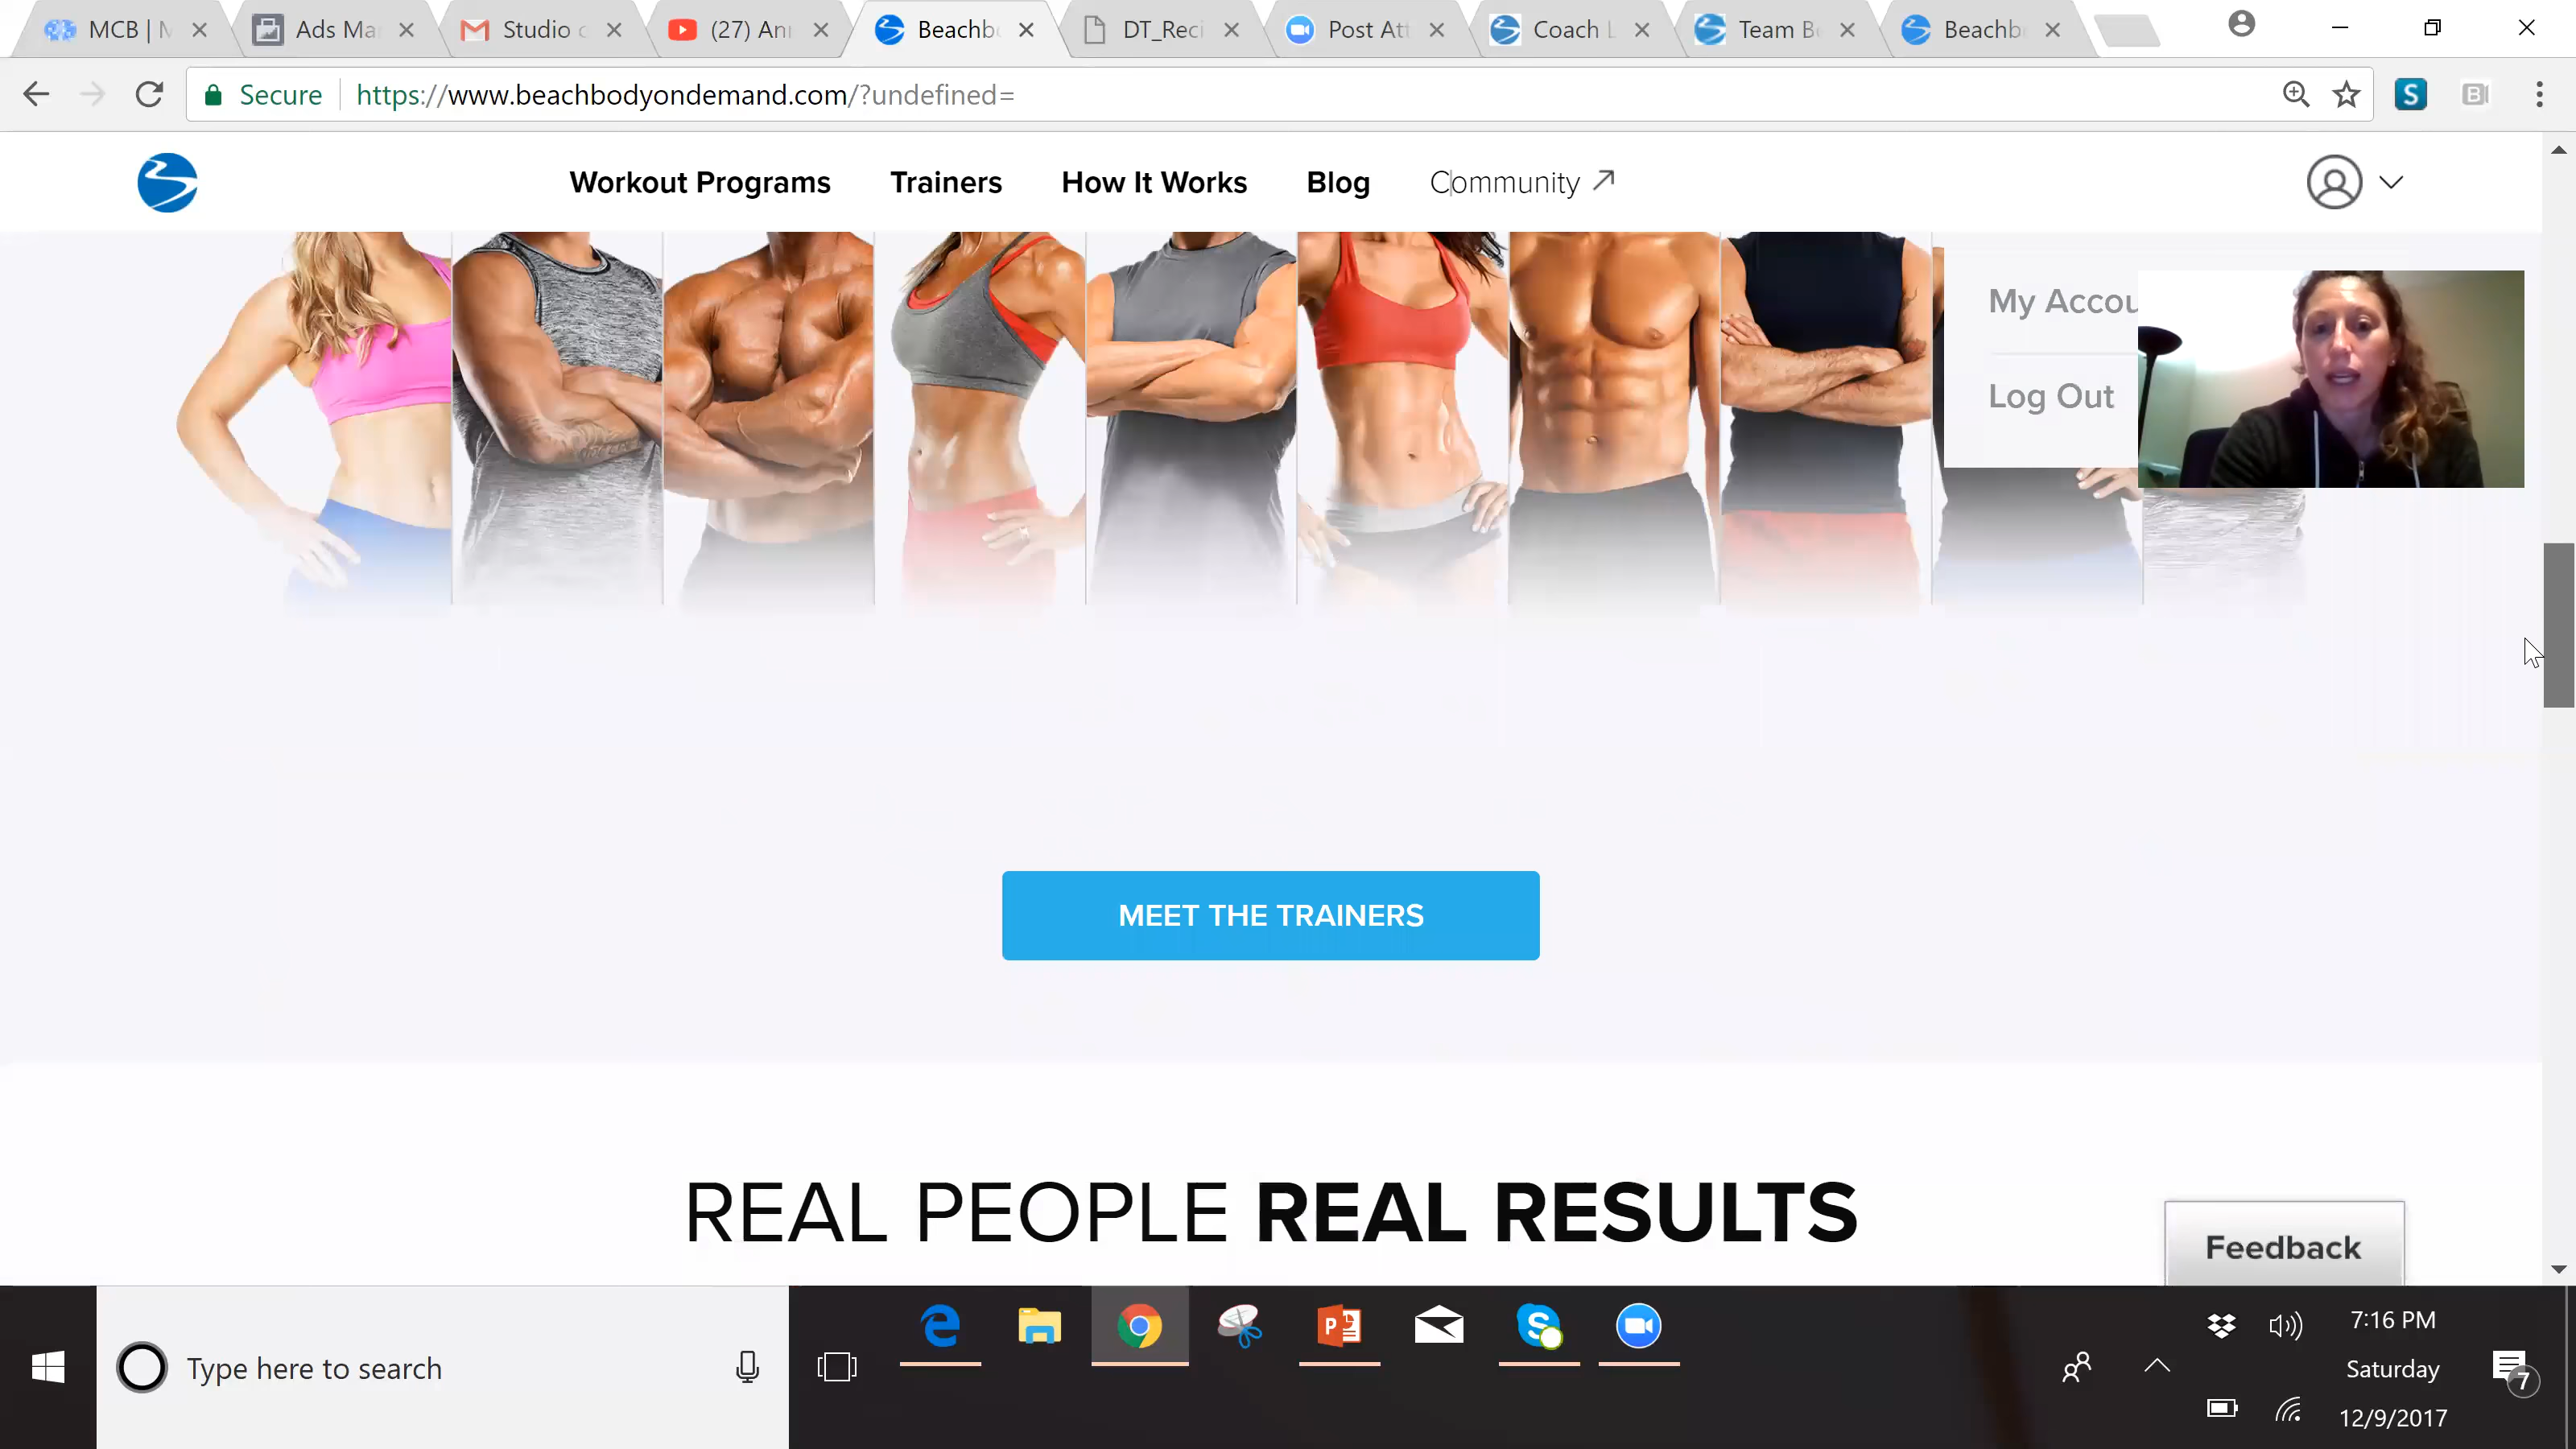 MCB | M
Ads Ma
Studio c
(27) An
Beachb
DT_Reci
Post Att
Coach L
Team B
Beachb
Secure
https://www.beachbodyondemand.com/?undefined=
S
B
Workout Programs
Trainers
How It Works
Blog
Community
My Accou
Log Out
MEET THE TRAINERS
REAL PEOPLE REAL RESULTS
Feedback
Type here to search
7:16 PM
Saturday
12/9/2017
7